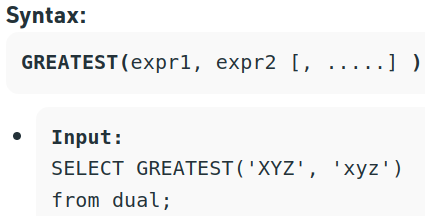 Syntax:
GREATEST(expr1, expr2 [, .....] )
• Input:
SELECT GREATEST('XYZ', 'xyz')
from dual;